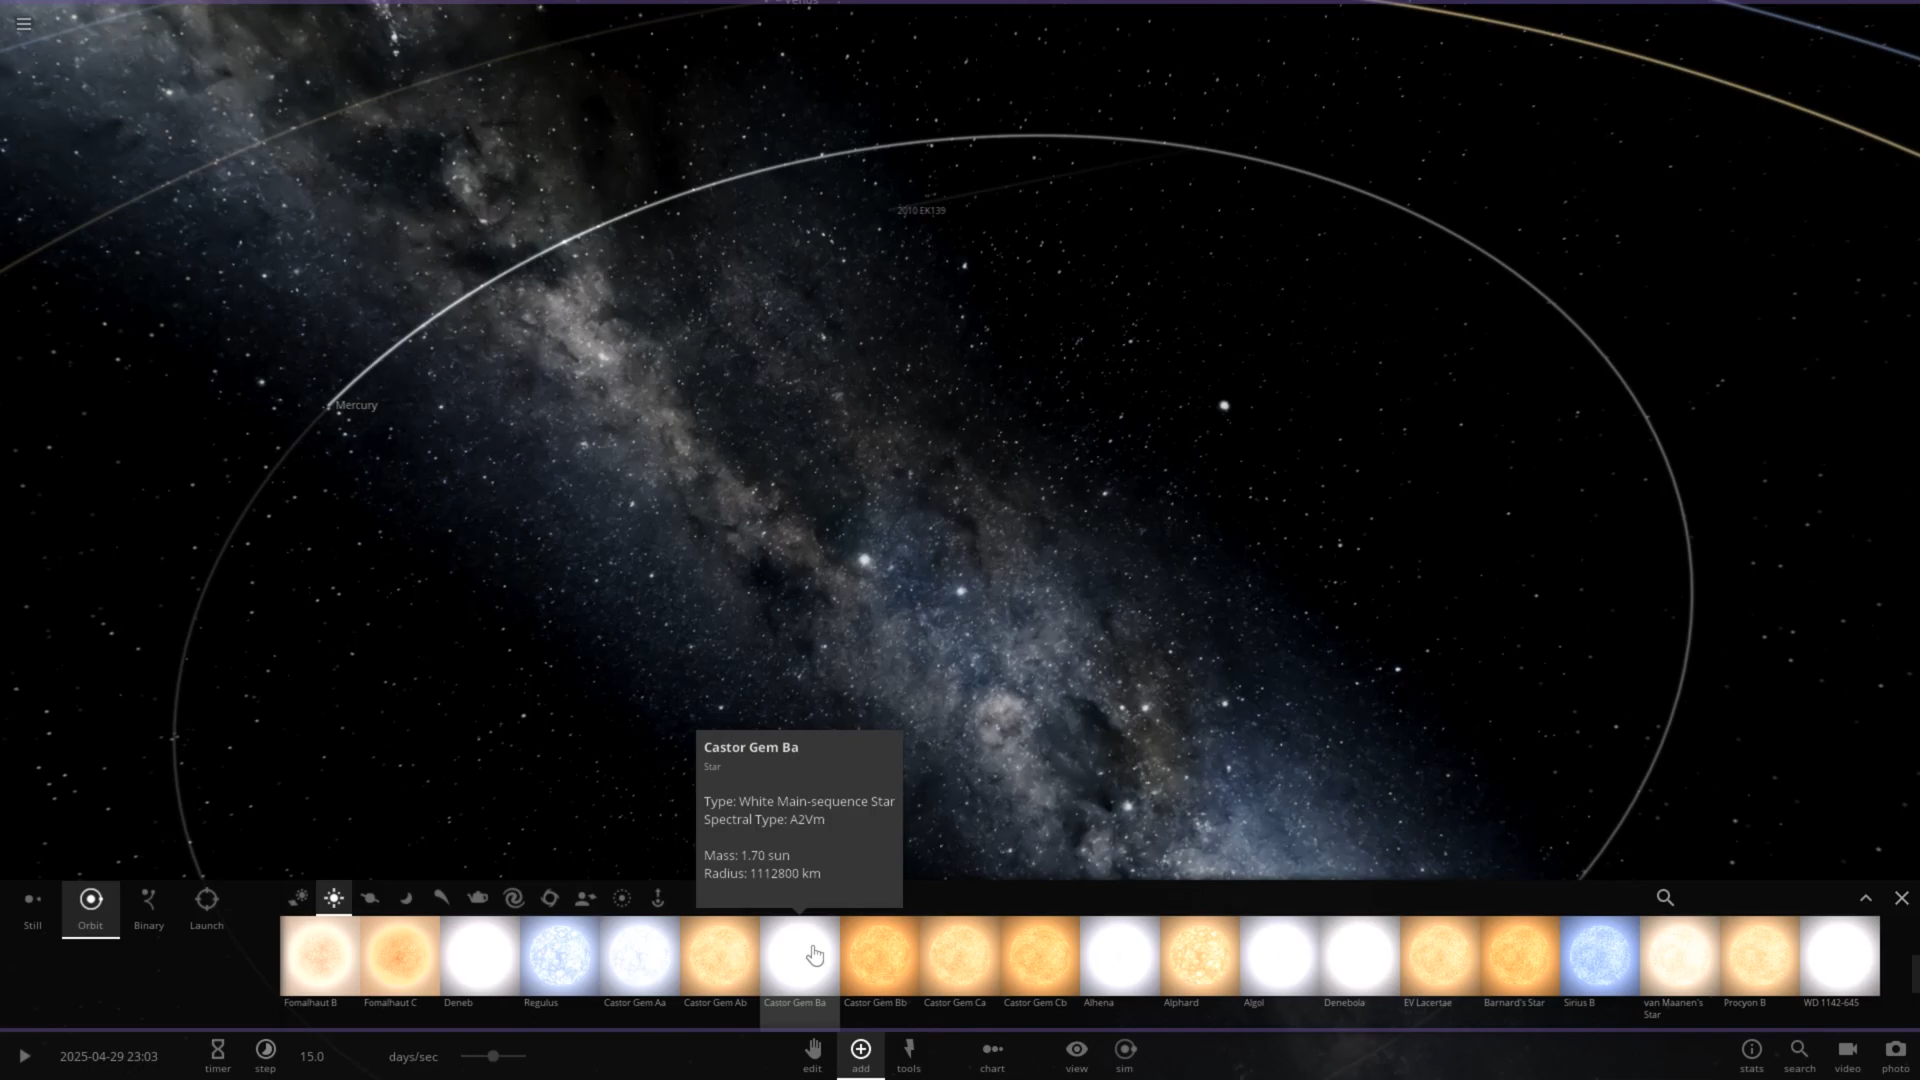 Venus
2010 EK139
Mercury
Castor Gem Ba
Star
Type: White Main-sequence Star
Spectral Type: A2Vm
Mass: 1.70 sun
Radius: 1112800 km
Still
Orbit
Binary
Launch
Fomalhaut B
Fomalhaut C
Deneb
Regulus
Castor Gem Aa
Castor Gem Ab
Castor Gem Ba
Castor Gem Bb
Castor Gem Ca
Castor Gem Cb
Alhena
Alphard
Algol
Denebola
EV Lacertae
Barnard's Star
Sirius B
van Maanen's
Star
Procyon B
WD 1142-645
2025-04-29 23:03
timer
step
15.0
days/sec
edit
add
tools
chart
view
sim
stats
search
video
photo